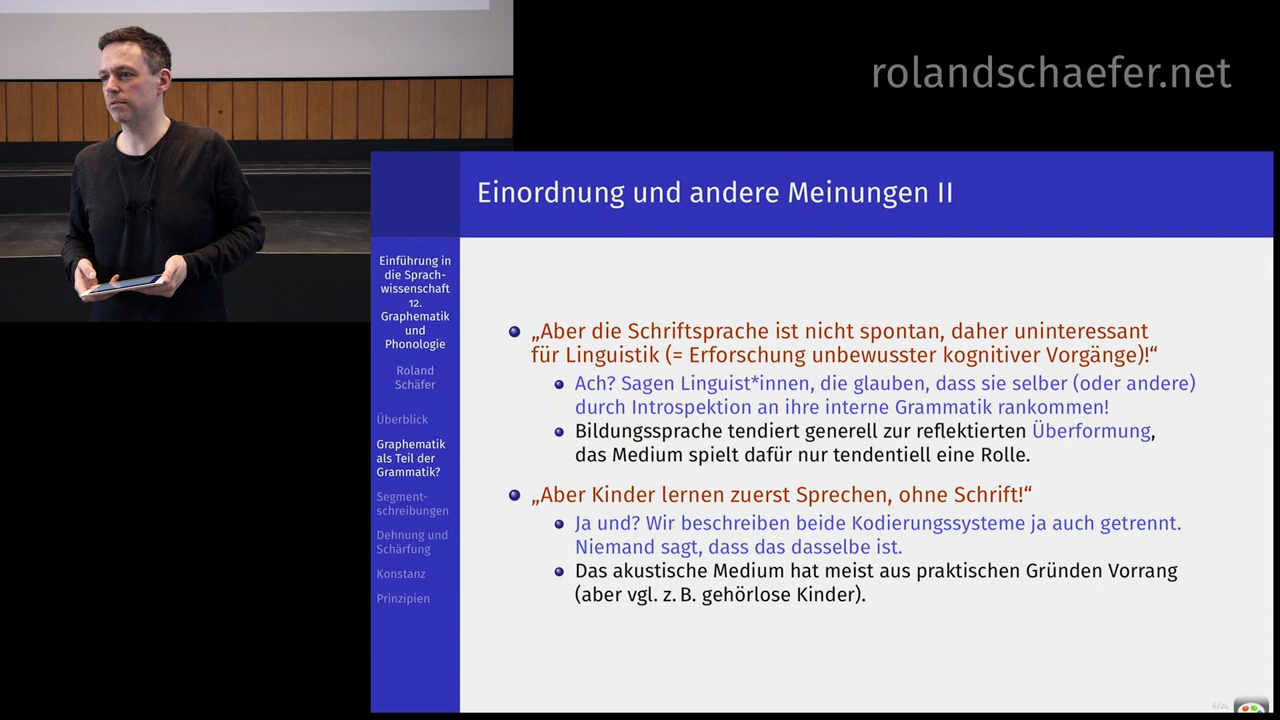 rolandschaefer.net
Einordnung und andere Meinungen II
Einführung in
die Sprach-
wissenschaft
12.
Graphematik
und
Phonologie
Roland
Schäfer
Überblick
Graphematik
als Teil der
Grammatik?
Segment-
schreibungen
Dehnung und
Schärfung
Konstanz
Prinzipien
„Aber die Schriftsprache ist nicht spontan, daher uninteressant
für Linguistik (= Erforschung unbewusster kognitiver Vorgänge)!“
Ach? Sagen Linguist*innen, die glauben, dass sie selber (oder andere)
durch Introspektion an ihre interne Grammatik rankommen!
Bildungssprache tendiert generell zur reflektierten Überformung,
das Medium spielt dafür nur tendentiell eine Rolle.
„Aber Kinder lernen zuerst Sprechen, ohne Schrift!“
Ja und? Wir beschreiben beide Kodierungssysteme ja auch getrennt.
Niemand sagt, dass das dasselbe ist.
Das akustische Medium hat meist aus praktischen Gründen Vorrang
(aber vgl. z. B. gehörlose Kinder).
6/24